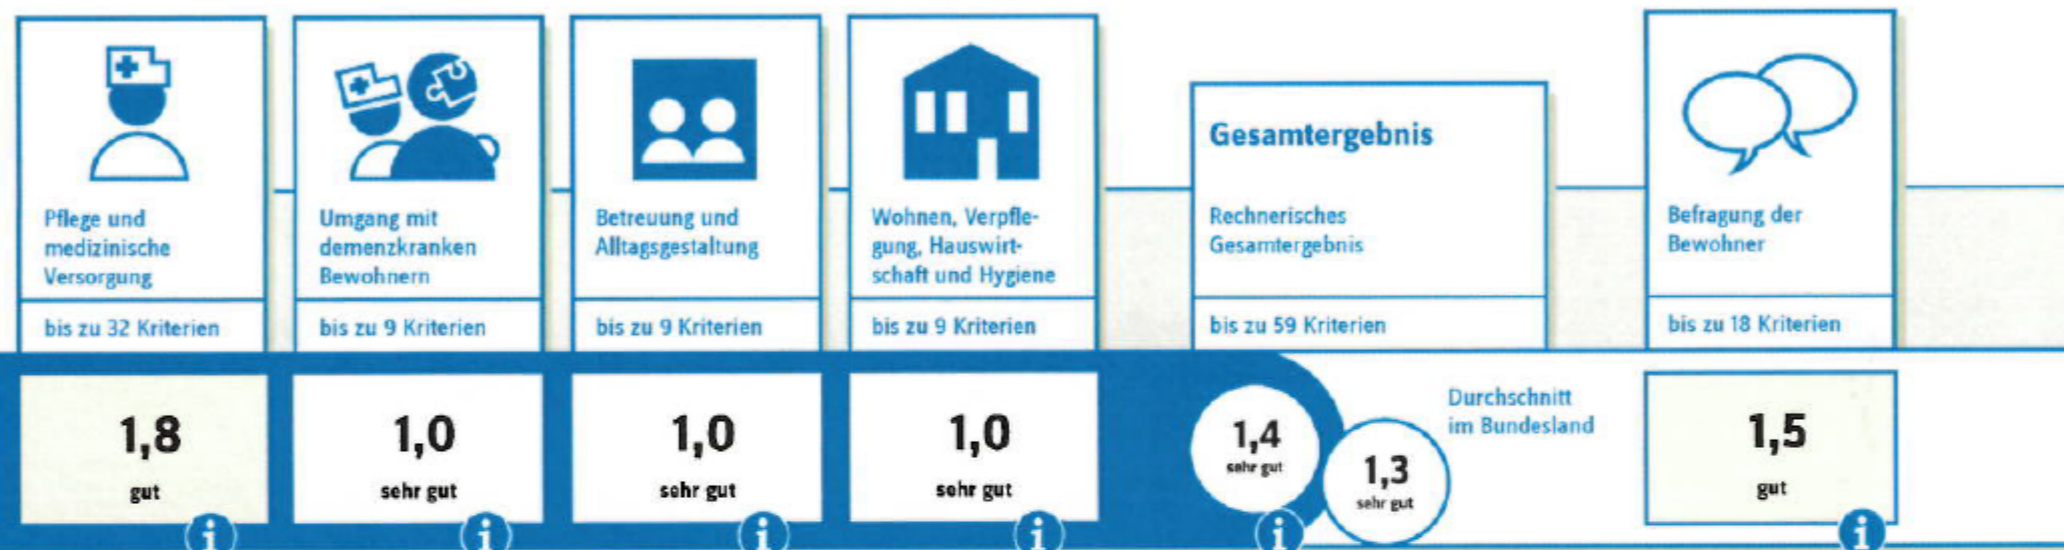 Pflege und
medizinische
Versorgung
bis zu 32 Kriterien
1,8
gut
Umgang mit
demenzkranken
Bewohnern
bis zu 9 Kriterien
1,0
sehr gut
Betreuung und
Alltagsgestaltung
bis zu 9 Kriterien
1,0
sehr gut
Wohnen, Verpfle-
gung, Hauswirt-
schaft und Hygiene
bis zu 9 Kriterien
1,0
sehr gut
Gesamtergebnis
Rechnerisches
Gesamtergebnis
bis zu 59 Kriterien
1,4
sehr gut
Durchschnitt
im Bundesland
1,3
sehr gut
Befragung der
Bewohner
bis zu 18 Kriterien
1,5
gut
i
i
i
i
i
i